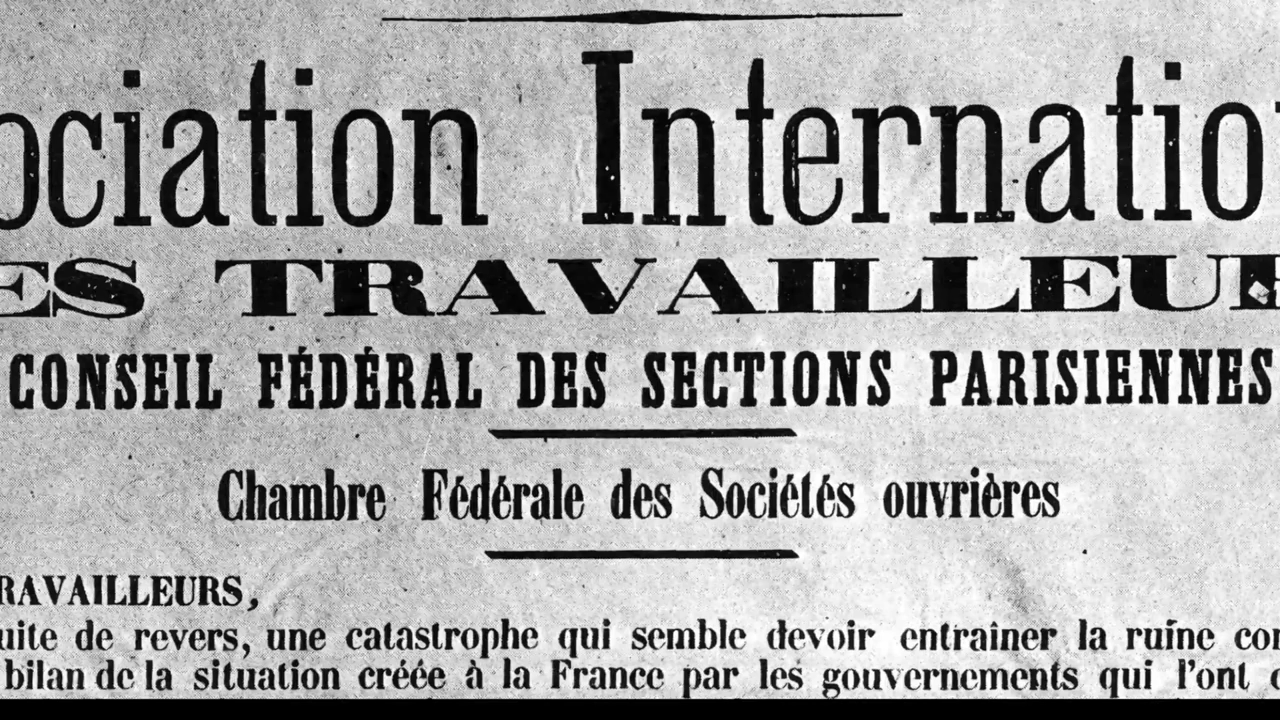 ociation Internatio
ES TRAVAILLEU
CONSEIL FÉDÉRAL DES SECTIONS PARISIENNES
Chambre Fédérale des Sociétés ouvrières
RAVAILLEURS,
uite de revers, une catastrophe qui semble devoir entraîner la ruine co
bilan de la situation créée à la France par les gouvernements qui l'ont